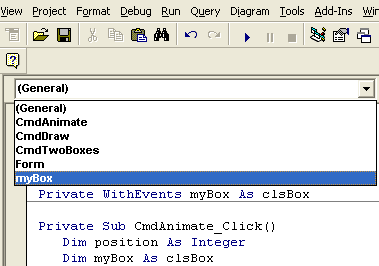 View Project Format Debug Run Query Diagram Tools Add-Ins
(General)
(General)
CmdAnimate
CmdDraw
CmdTwoBoxes
Form
myBox
Private WithEvents myBox As clsBox
Private Sub CmdAnimate_Click()
Dim position As Integer
Dim myBox As clsBox